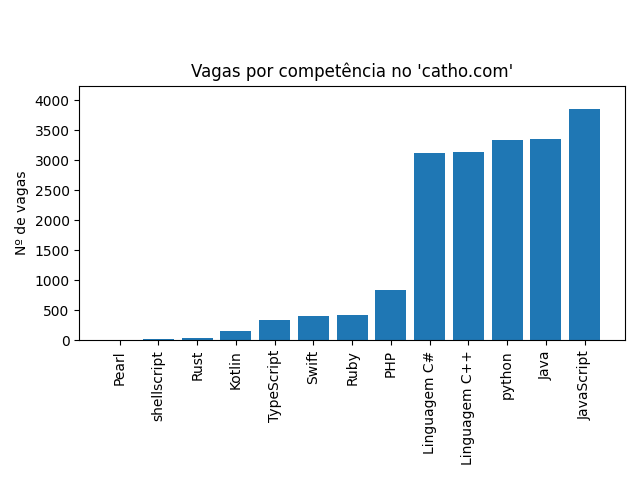 Vagas por competência no 'catho.com'
4000
3500
3000
2500
2000
1500
1000
500
0
Nº de vagas
Pearl
shellscript
Rust
Kotlin
TypeScript
Swift
Ruby
PHP
Linguagem C#
Linguagem C++
python
Java
JavaScript